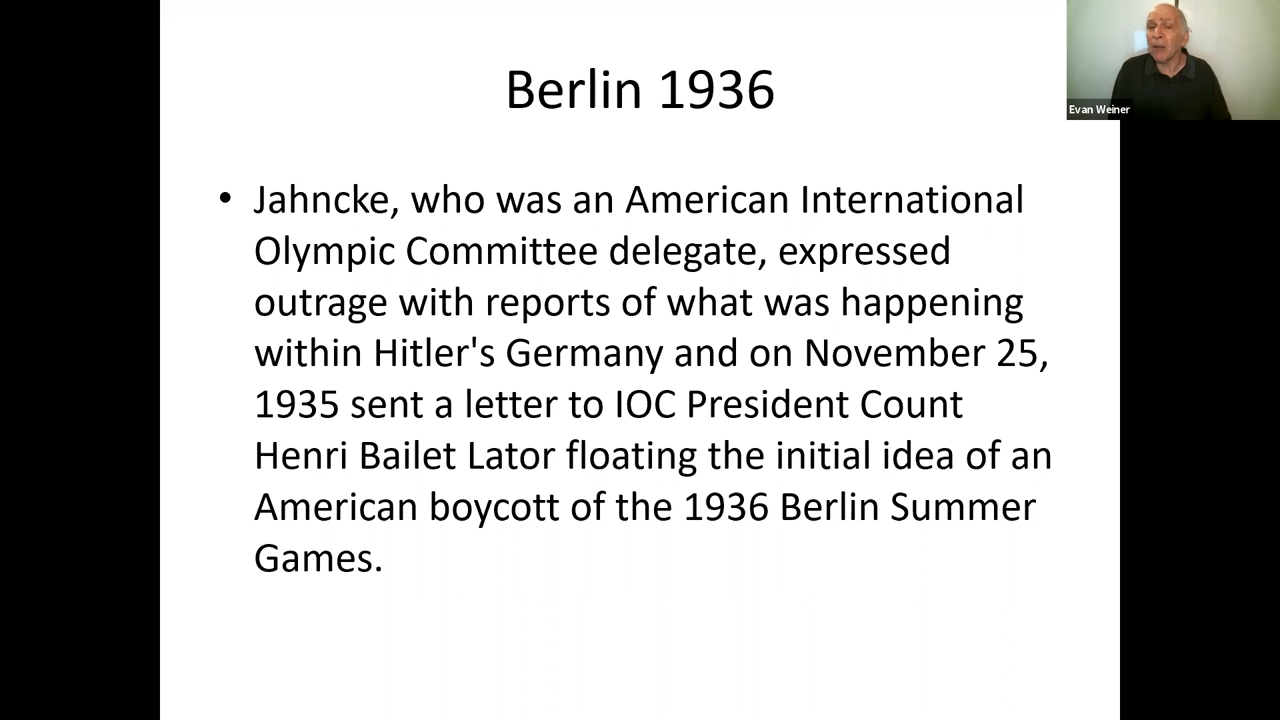 Berlin 1936
Evan Weiner
• Jahncke, who was an American International
Olympic Committee delegate, expressed
outrage with reports of what was happening
within Hitler's Germany and on November 25,
1935 sent a letter to IOC President Count
Henri Bailet Lator floating the initial idea of an
American boycott of the 1936 Berlin Summer
Games.